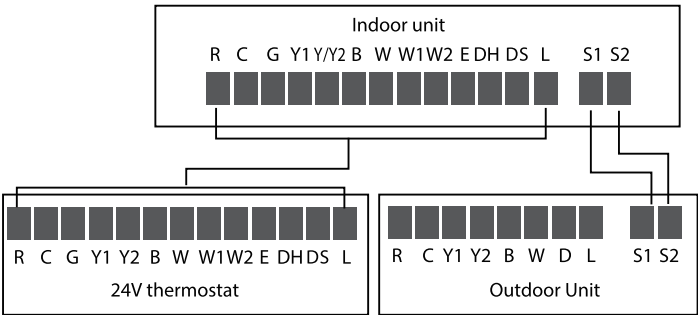 Indoor unit
R C G Y1 Y/Y2 B W W1 W2 E DH DS L S1 S2
R C G Y1 Y2 B W W1 W2 E DH DS L
24V thermostat
R C Y1 Y2 B W D L S1 S2
Outdoor Unit